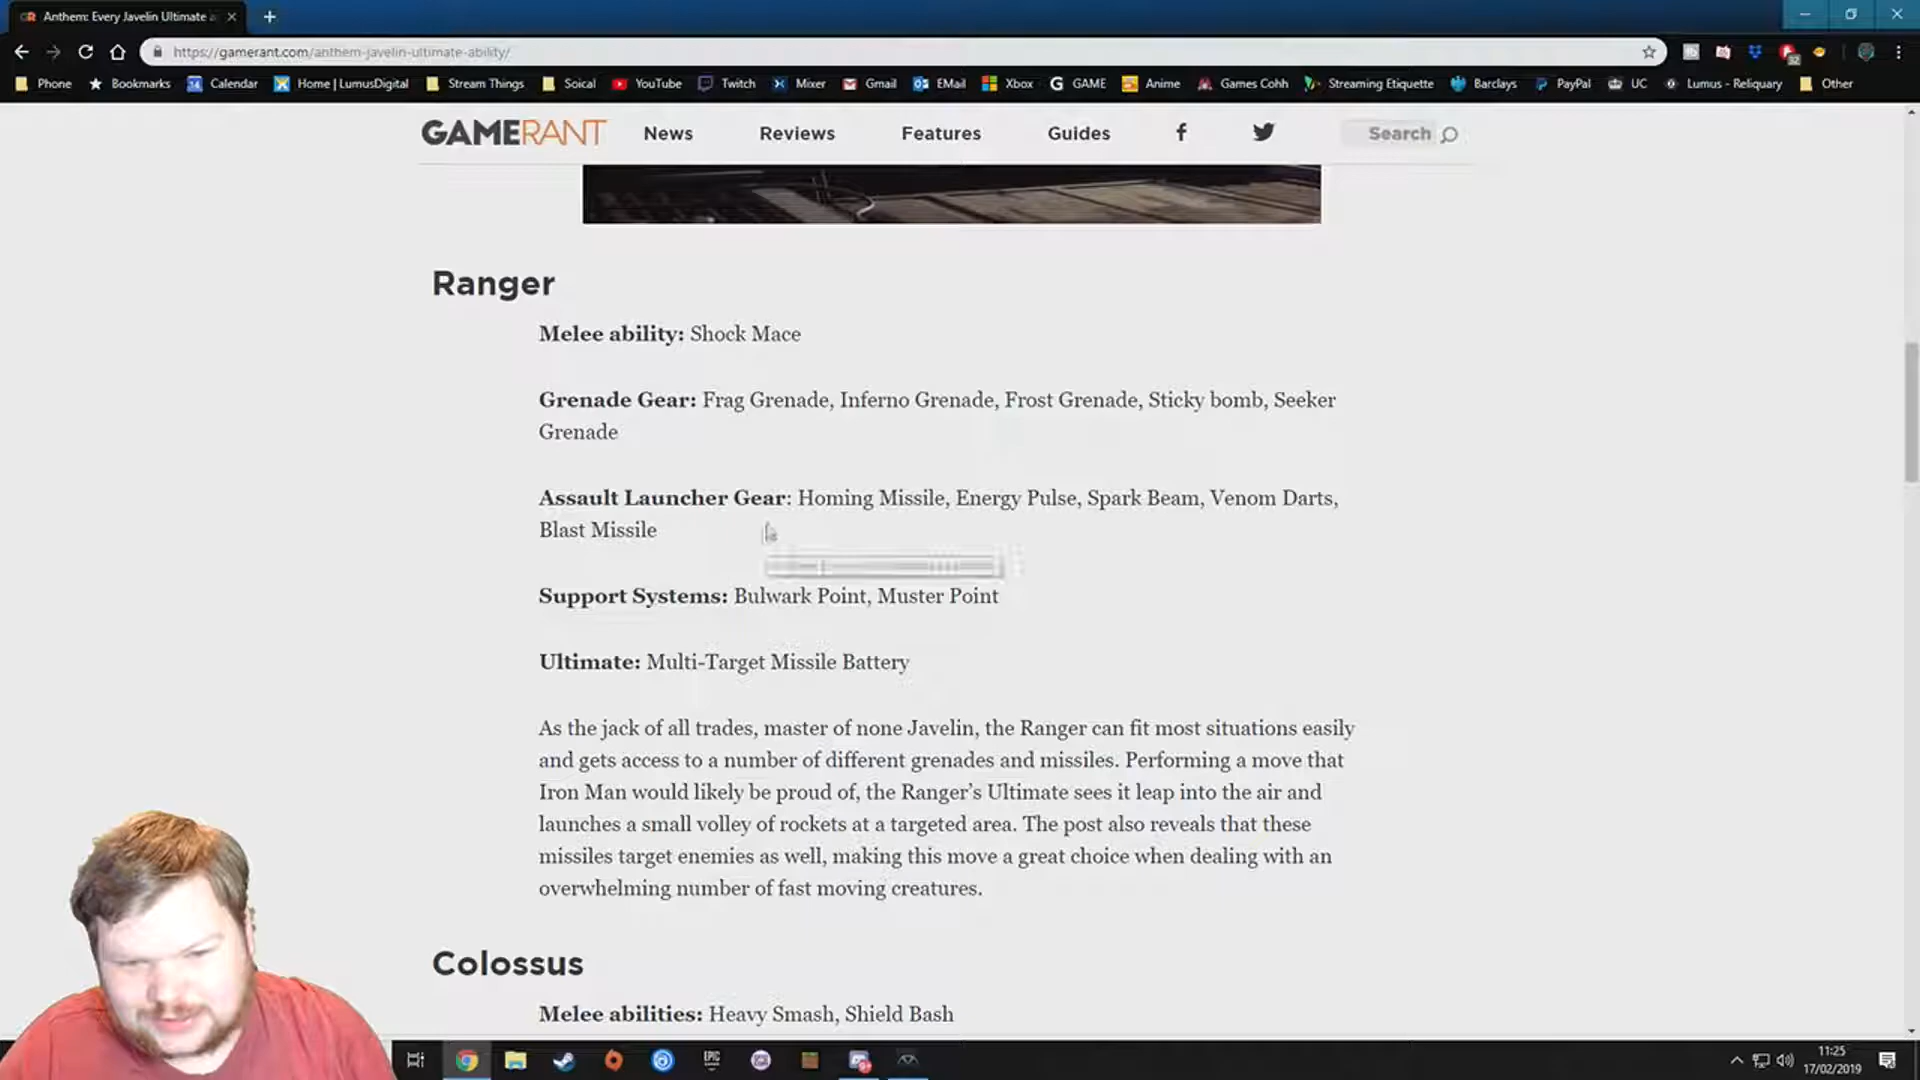 Anthem: Every Javelin Ultimate a
https://gamerant.com/anthem-javelin-ultimate-ability/
Phone Bookmarks Calendar Home | LumusDigital Stream Things Soical YouTube Twitch Mixer Gmail EMail Xbox GAME Anime Games Cohh Streaming Etiquette Barclays PayPal UC Lumus - Reliquary Other
GAMERANT News Reviews Features Guides Search
Ranger
Melee ability: Shock Mace
Grenade Gear: Frag Grenade, Inferno Grenade, Frost Grenade, Sticky bomb, Seeker
Grenade
Assault Launcher Gear: Homing Missile, Energy Pulse, Spark Beam, Venom Darts,
Blast Missile
Support Systems: Bulwark Point, Muster Point
Ultimate: Multi-Target Missile Battery
As the jack of all trades, master of none Javelin, the Ranger can fit most situations easily
and gets access to a number of different grenades and missiles. Performing a move that
Iron Man would likely be proud of, the Ranger's Ultimate sees it leap into the air and
launches a small volley of rockets at a targeted area. The post also reveals that these
missiles target enemies as well, making this move a great choice when dealing with an
overwhelming number of fast moving creatures.
Colossus
Melee abilities: Heavy Smash, Shield Bash
EPIC
11:25
17/02/2019